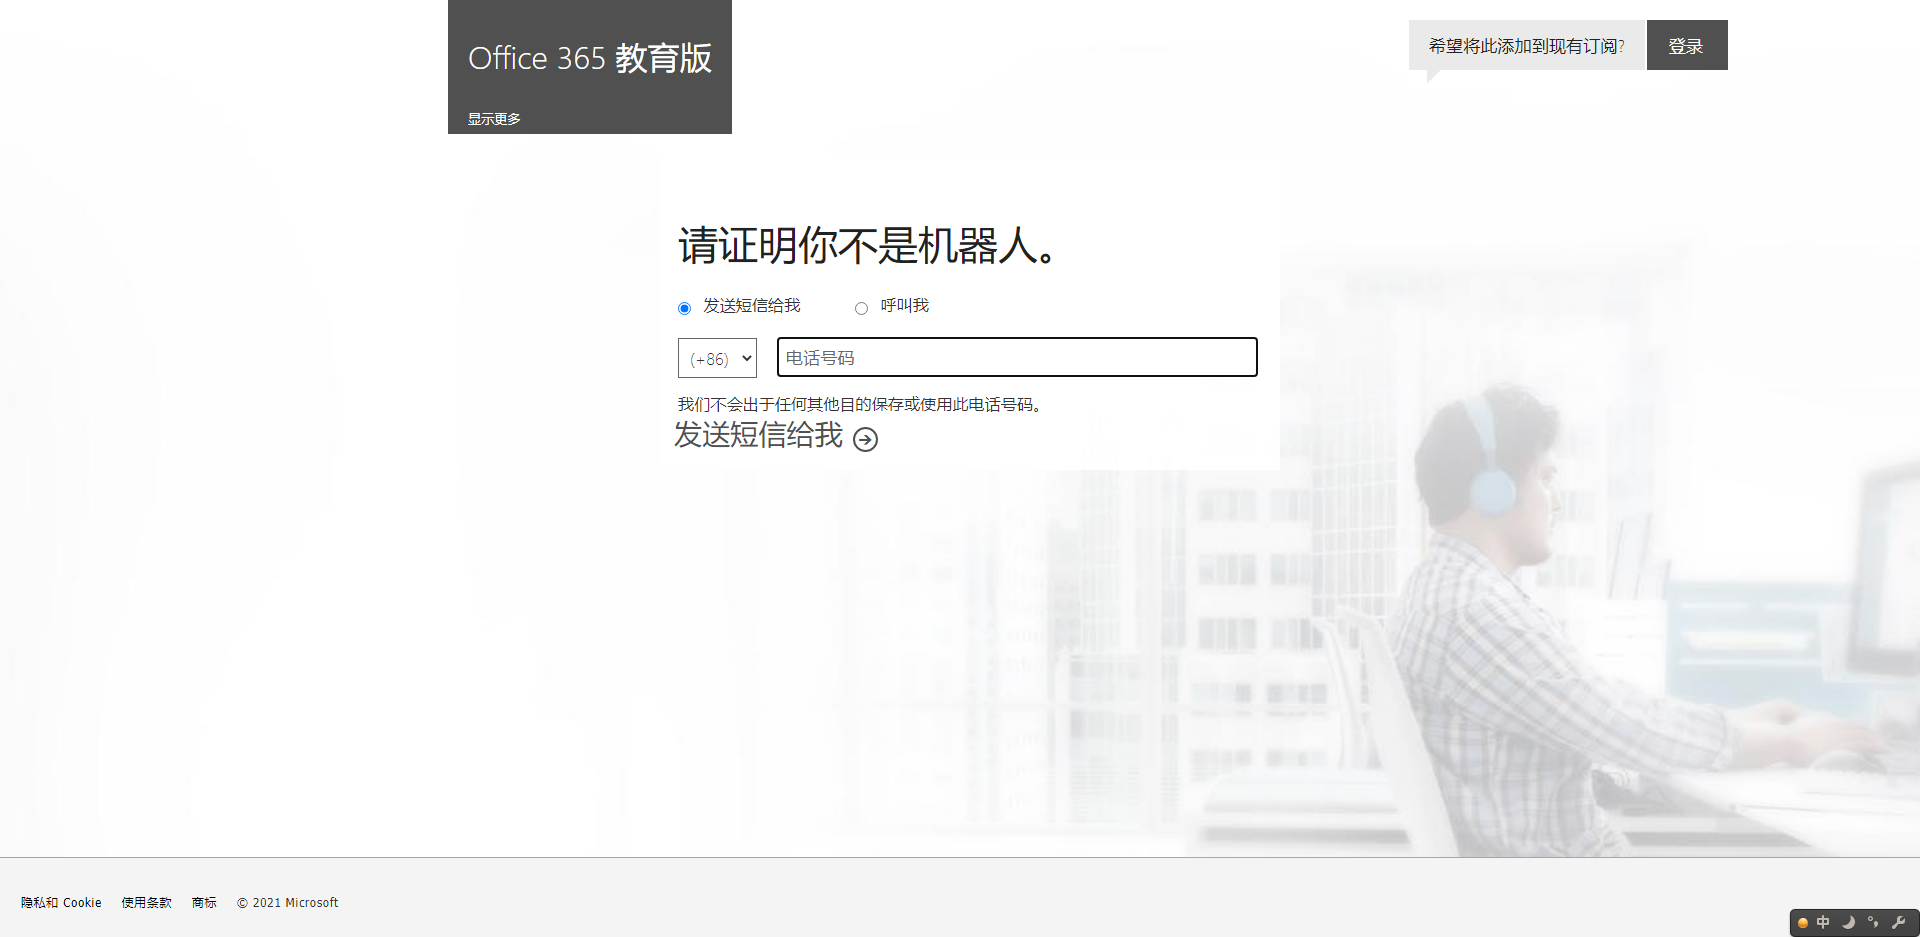 Office 365 教育版
显示更多
希望将此添加到现有订阅?
登录
请证明你不是机器人。
发送短信给我
呼叫我
(+86)
电话号码
我们不会出于任何其他目的保存或使用此电话号码。
发送短信给我
隐私和 Cookie
使用条款
商标
© 2021 Microsoft
中